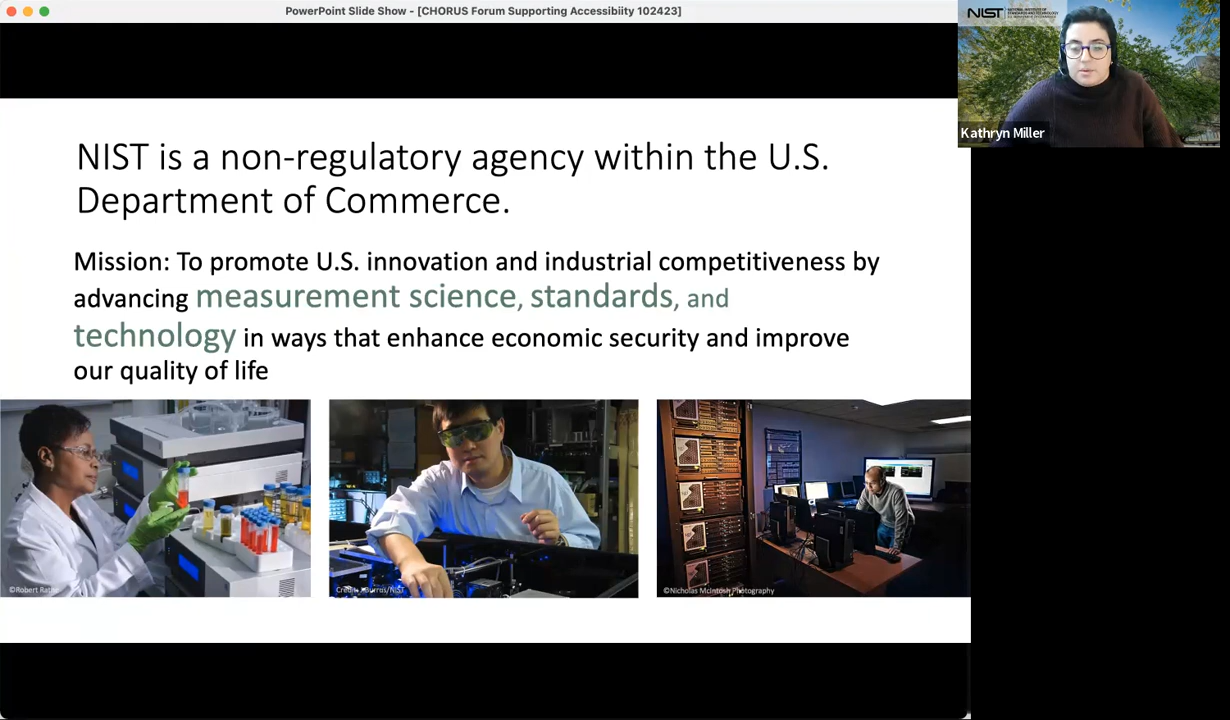 PowerPoint Slide Show - [CHORUS Forum Supporting Accessibiity 102423]
NIST
Kathryn Miller
NIST is a non-regulatory agency within the U.S.
Department of Commerce.
Mission: To promote U.S. innovation and industrial competitiveness by
advancing measurement science, standards, and
technology in ways that enhance economic security and improve
our quality of life
©Robert
©Nicholas McIntosh Photography